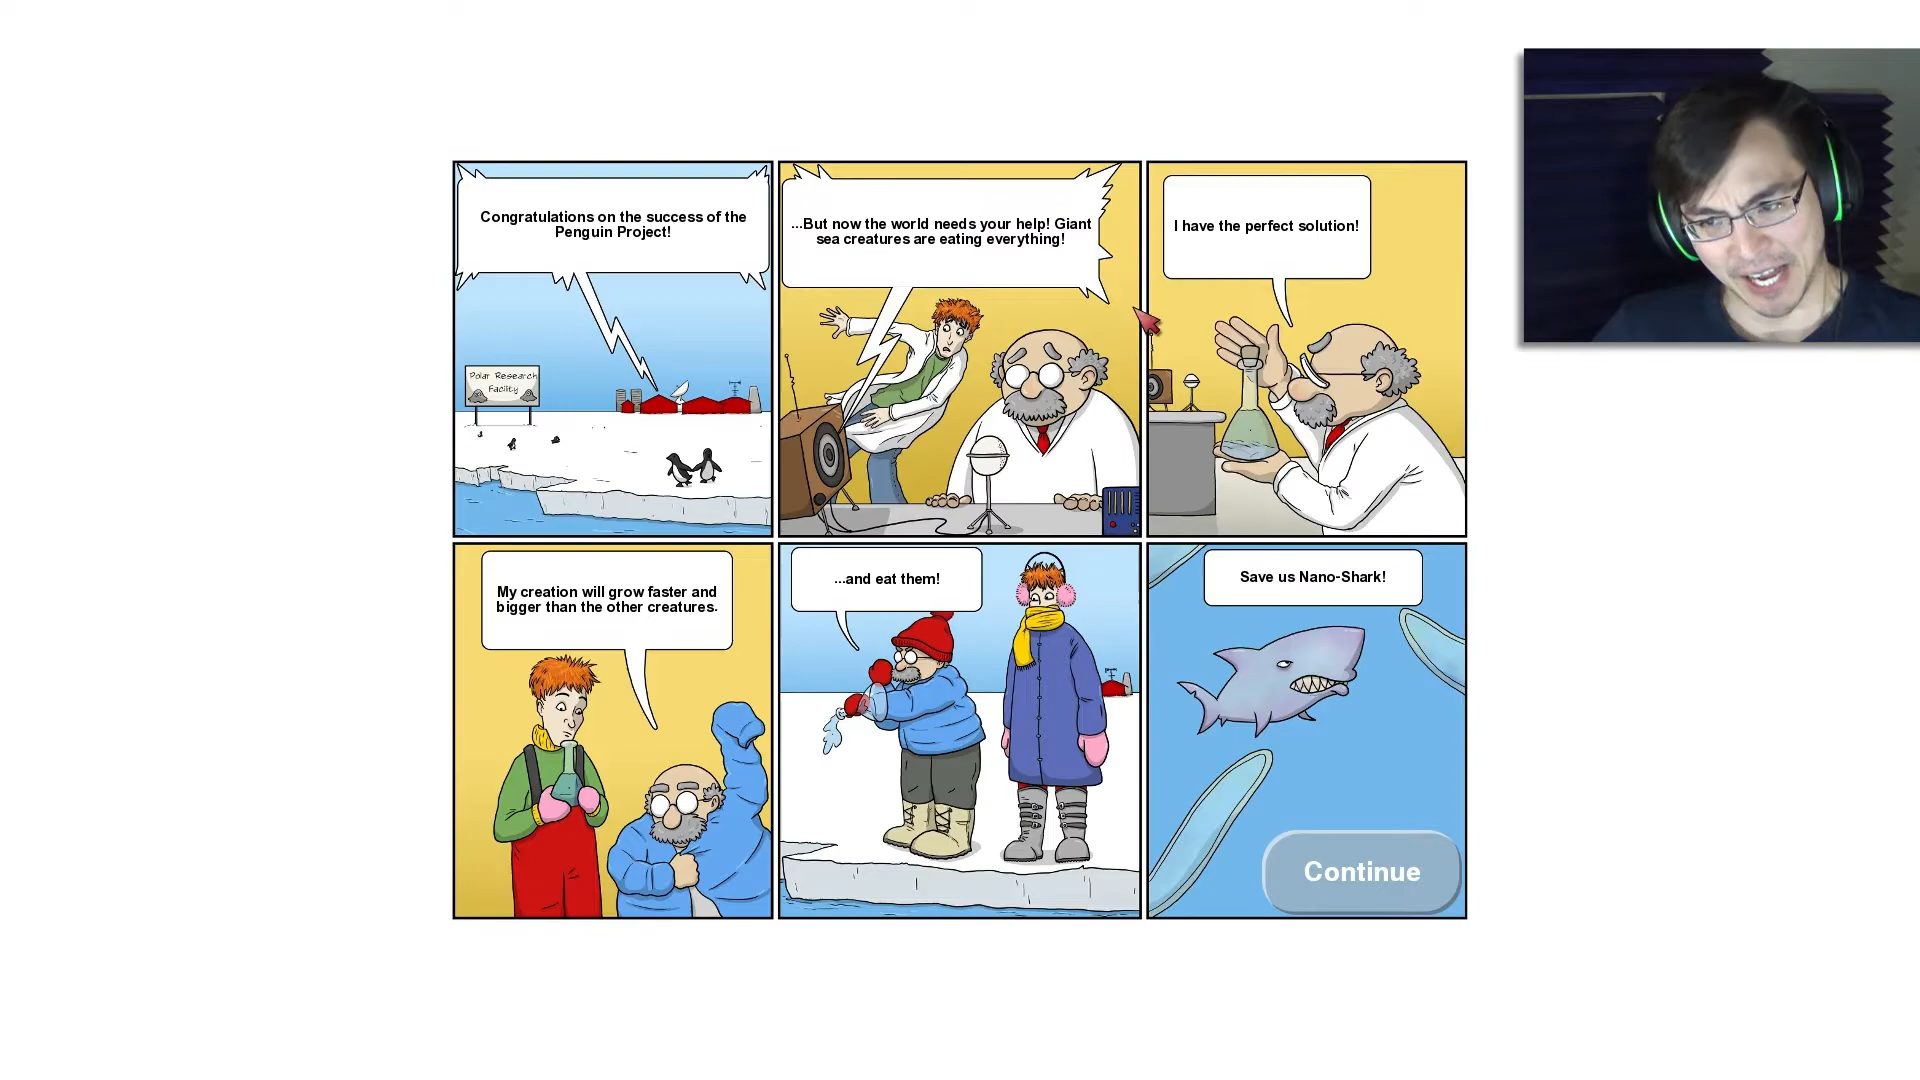 Congratulations on the success of the
Penguin Project!
...But now the world needs your help! Giant
sea creatures are eating everything!
I have the perfect solution!
Polar Research
Facility
My creation will grow faster and
bigger than the other creatures.
...and eat them!
Save us Nano-Shark!
Continue